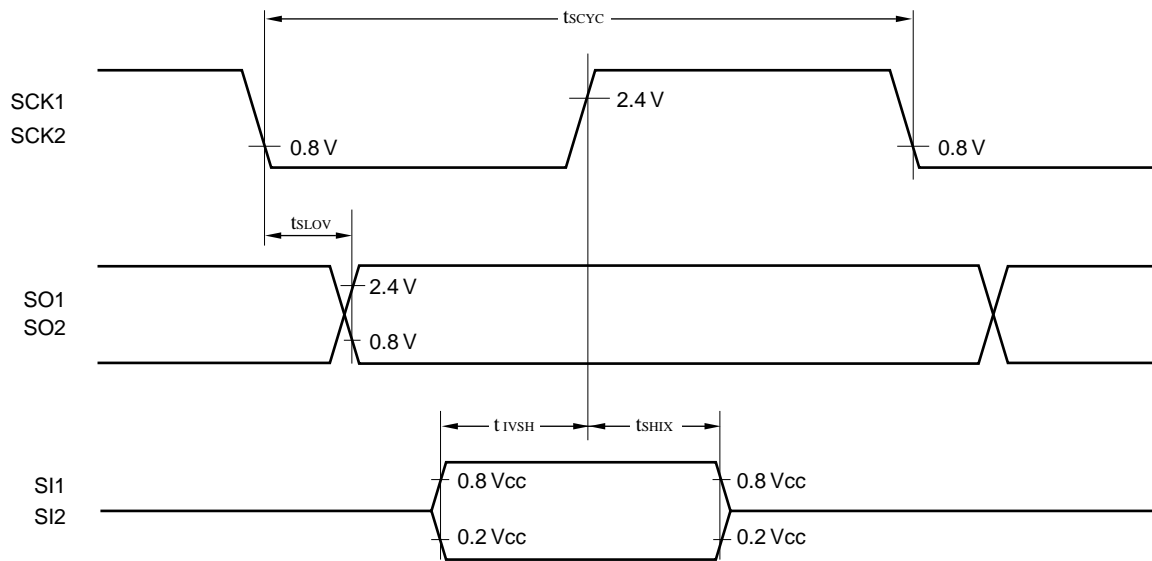 tSCYC
SCK1
SCK2
2.4 V
0.8 V
0.8 V
tSLOV
SO1
SO2
2.4 V
0.8 V
t IVSH
tSHIX
SI1
SI2
0.8 Vcc
0.8 Vcc
0.2 Vcc
0.2 Vcc